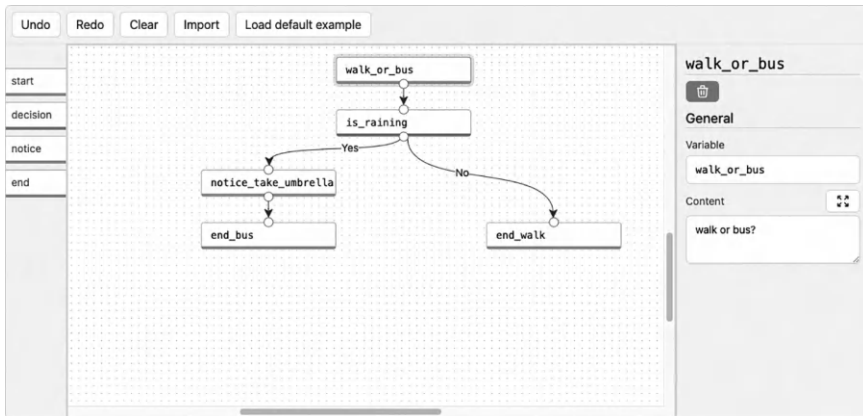 Undo Redo Clear Import Load default example
start
decision
notice
end
walk_or_bus
is_raining
Yes
No
notice_take_umbrella
end_bus
end_walk
walk_or_bus
General
Variable
walk_or_bus
Content
walk or bus?